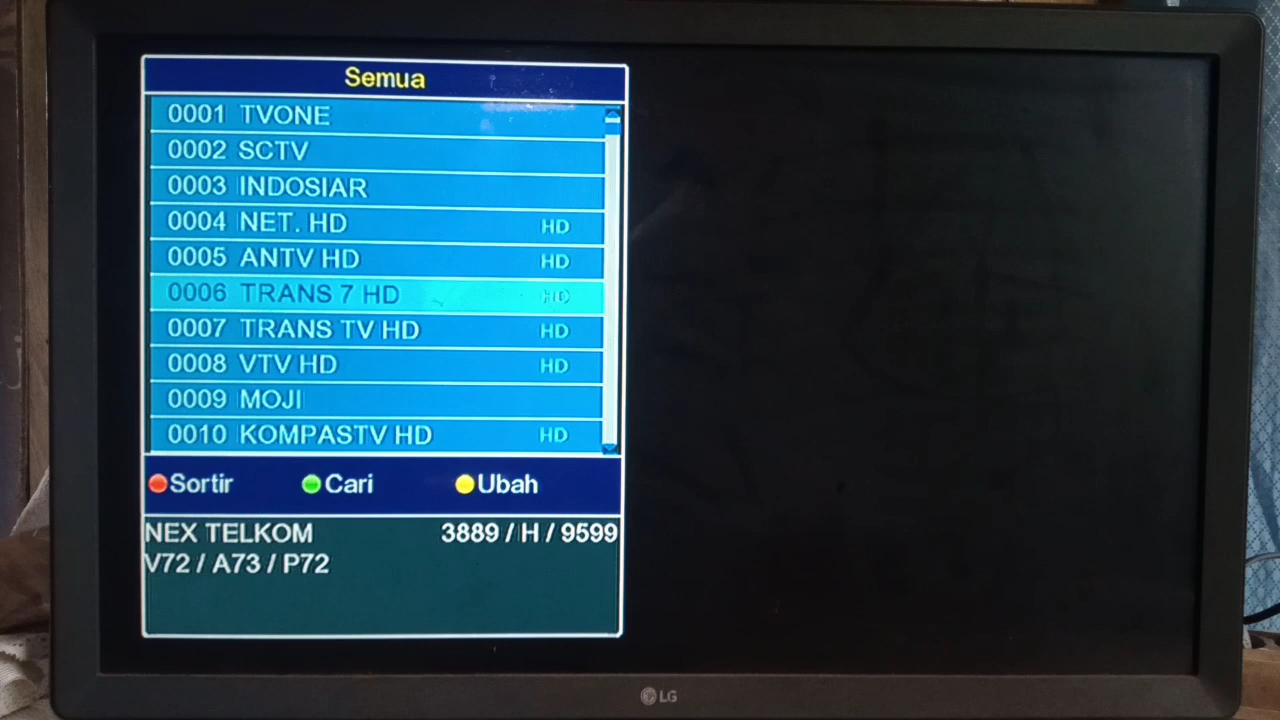 Semua
0001 TVONE
0002 SCTV
0003 INDOSIAR
0004 NET. HD HD
0005 ANTV HD HD
0006 TRANS 7 HD HD
0007 TRANS TV HD HD
0008 VTV HD HD
0009 MOJI
0010 KOMPASTV HD HD
Sortir Cari Ubah
NEX TELKOM 3889 / H / 9599
V72 / A73 / P72
LG